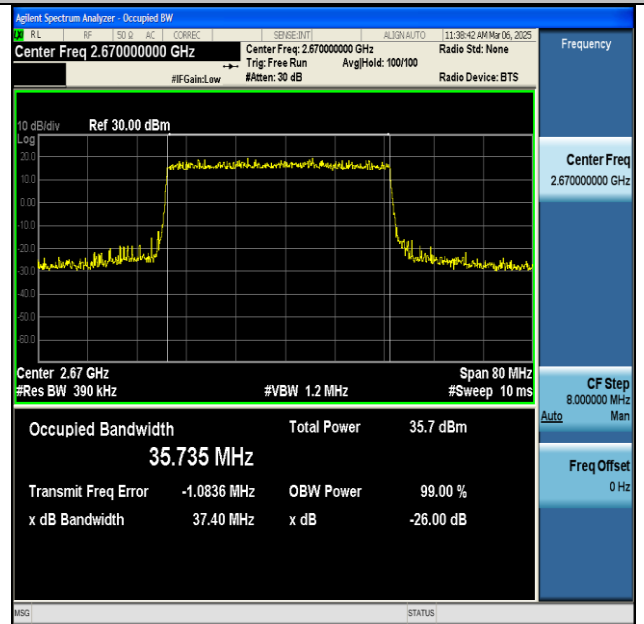 Agilent Spectrum Analyzer - Occupied BW
LXI RL RF 50 Ω AC CORREC SENSE:INT ALIGN AUTO 11:38:42 AM Mar 06, 2025
Center Freq 2.670000000 GHz
Center Freq: 2.670000000 GHz
Radio Std: None
Trig: Free Run Avg|Hold: 100/100
#IFGain:Low #Atten: 30 dB Radio Device: BTS
10 dB/div Ref 30.00 dBm
Log
20.0
10.0
0.00
-10.0
-20.0
-30.0
-40.0
-50.0
-60.0
Center 2.67 GHz Span 80 MHz
#Res BW 390 kHz #VBW 1.2 MHz #Sweep 10 ms
Occupied Bandwidth Total Power 35.7 dBm
35.735 MHz
Transmit Freq Error -1.0836 MHz OBW Power 99.00 %
x dB Bandwidth 37.40 MHz x dB -26.00 dB
MSG STATUS
Frequency
Center Freq
2.670000000 GHz
CF Step
8.000000 MHz
Auto Man
Freq Offset
0 Hz